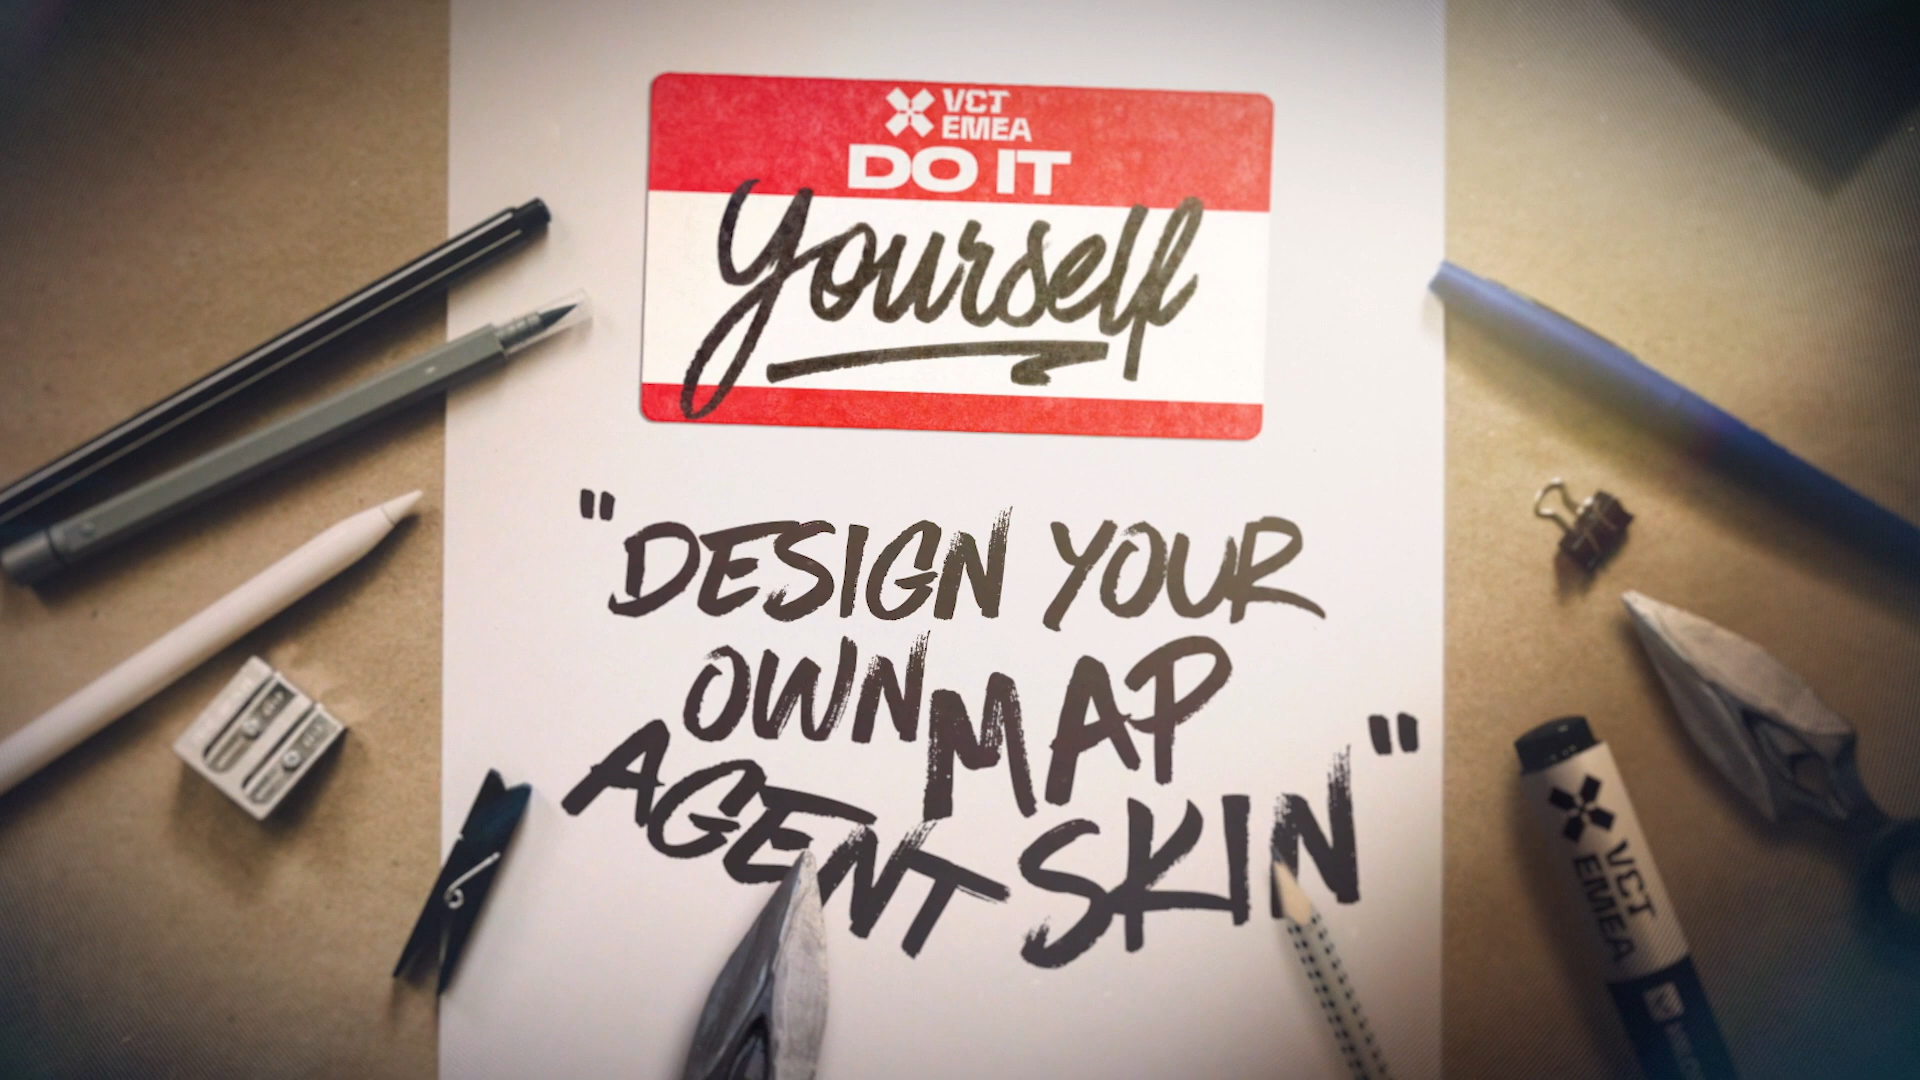 VCT
EMEA
DO IT
yourself
"DESIGN YOUR
OWN MAP
AGENT SKIN"
VCT
EMEA